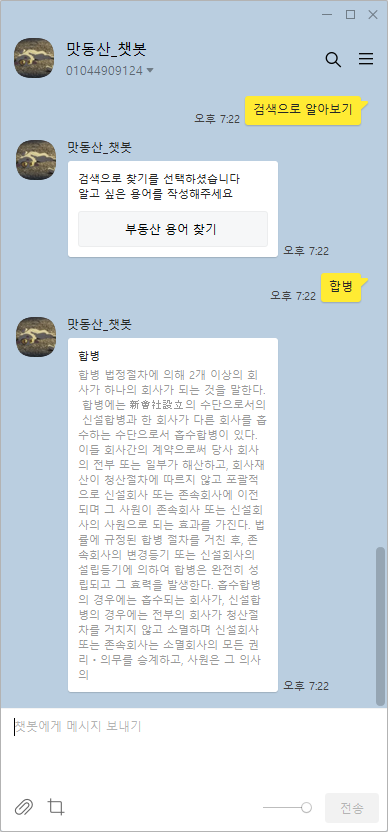 맛동산_챗봇
01044909124
검색으로 알아보기
오후 7:22
맛동산_챗봇
검색으로 찾기를 선택하셨습니다
알고 싶은 용어를 작성해주세요
부동산 용어 찾기
오후 7:22
합병
오후 7:22
맛동산_챗봇
합병
합병 법정절차에 의해 2개 이상의 회
사가 하나의 회사가 되는 것을 말한다.
합병에는 新會社設立의 수단으로서의
신설합병과 한 회사가 다른 회사를 흡
수하는 수단으로서 흡수합병이 있다.
이들 회사간의 계약으로써 당사 회사
의 전부 또는 일부가 해산하고, 회사재
산이 청산절차에 따르지 않고 포괄적
으로 신설회사 또는 존속회사에 이전
되며 그 사원이 존속회사 또는 신설회
사의 사원으로 되는 효과를 가진다. 법
률에 규정된 합병 절차를 거친 후, 존
속회사의 변경등기 또는 신설회사의
설립등기에 의하여 합병은 완전히 성
립되고 그 효력을 발생한다. 흡수합병
의 경우에는 흡수되는 회사가, 신설합
병의 경우에는 전부의 회사가 청산절
차를 거치지 않고 소멸하며 신설회사
또는 존속회사는 소멸회사의 모든 권
리·의무를 승계하고, 사원은 그 의사
의
오후 7:22
챗봇에게 메시지 보내기
전송